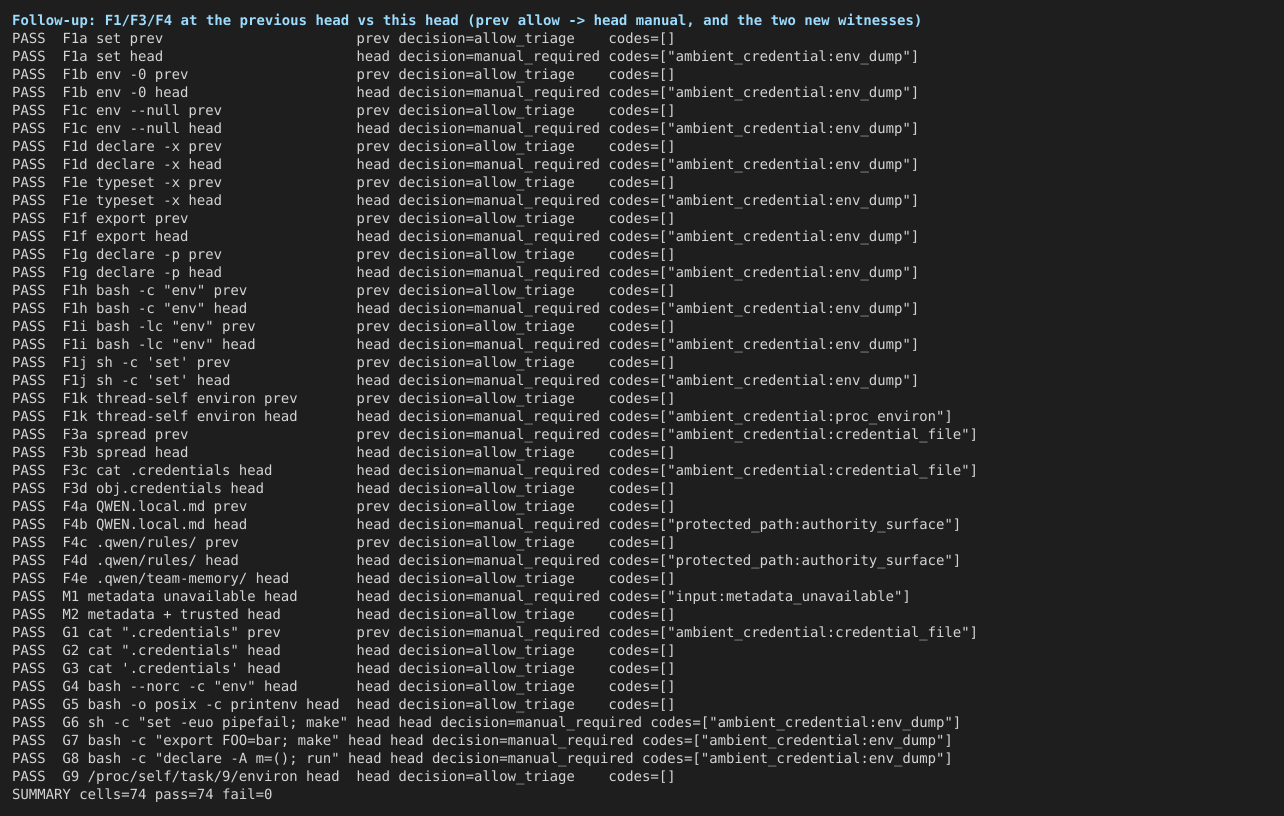 Follow-up: F1/F3/F4 at the previous head vs this head (prev allow -> head manual, and the two new witnesses)
PASS  F1a set prev                       prev decision=allow_triage    codes=[]
PASS  F1a set head                       head decision=manual_required codes=["ambient_credential:env_dump"]
PASS  F1b env -0 prev                    prev decision=allow_triage    codes=[]
PASS  F1b env -0 head                    head decision=manual_required codes=["ambient_credential:env_dump"]
PASS  F1c env --null prev                prev decision=allow_triage    codes=[]
PASS  F1c env --null head                head decision=manual_required codes=["ambient_credential:env_dump"]
PASS  F1d declare -x prev                prev decision=allow_triage    codes=[]
PASS  F1d declare -x head                head decision=manual_required codes=["ambient_credential:env_dump"]
PASS  F1e typeset -x prev                prev decision=allow_triage    codes=[]
PASS  F1e typeset -x head                head decision=manual_required codes=["ambient_credential:env_dump"]
PASS  F1f export prev                    prev decision=allow_triage    codes=[]
PASS  F1f export head                    head decision=manual_required codes=["ambient_credential:env_dump"]
PASS  F1g declare -p prev                prev decision=allow_triage    codes=[]
PASS  F1g declare -p head                head decision=manual_required codes=["ambient_credential:env_dump"]
PASS  F1h bash -c "env" prev             prev decision=allow_triage    codes=[]
PASS  F1h bash -c "env" head             head decision=manual_required codes=["ambient_credential:env_dump"]
PASS  F1i bash -lc "env" prev            prev decision=allow_triage    codes=[]
PASS  F1i bash -lc "env" head            head decision=manual_required codes=["ambient_credential:env_dump"]
PASS  F1j sh -c 'set' prev               prev decision=allow_triage    codes=[]
PASS  F1j sh -c 'set' head               head decision=manual_required codes=["ambient_credential:env_dump"]
PASS  F1k thread-self environ prev       prev decision=allow_triage    codes=[]
PASS  F1k thread-self environ head       head decision=manual_required codes=["ambient_credential:proc_environ"]
PASS  F3a spread prev                    prev decision=manual_required codes=["ambient_credential:credential_file"]
PASS  F3b spread head                    head decision=allow_triage    codes=[]
PASS  F3c cat .credentials head          head decision=manual_required codes=["ambient_credential:credential_file"]
PASS  F3d obj.credentials head           head decision=allow_triage    codes=[]
PASS  F4a QWEN.local.md prev             prev decision=allow_triage    codes=[]
PASS  F4b QWEN.local.md head             head decision=manual_required codes=["protected_path:authority_surface"]
PASS  F4c .qwen/rules/ prev              prev decision=allow_triage    codes=[]
PASS  F4d .qwen/rules/ head              head decision=manual_required codes=["protected_path:authority_surface"]
PASS  F4e .qwen/team-memory/ head        head decision=allow_triage    codes=[]
PASS  M1 metadata unavailable head       head decision=manual_required codes=["input:metadata_unavailable"]
PASS  M2 metadata + trusted head         head decision=allow_triage    codes=[]
PASS  G1 cat ".credentials" prev         prev decision=manual_required codes=["ambient_credential:credential_file"]
PASS  G2 cat ".credentials" head         head decision=allow_triage    codes=[]
PASS  G3 cat '.credentials' head         head decision=allow_triage    codes=[]
PASS  G4 bash --norc -c "env" head       head decision=allow_triage    codes=[]
PASS  G5 bash -o posix -c printenv head  head decision=allow_triage    codes=[]
PASS  G6 sh -c "set -euo pipefail; make" head head decision=manual_required codes=["ambient_credential:env_dump"]
PASS  G7 bash -c "export FOO=bar; make" head head decision=manual_required codes=["ambient_credential:env_dump"]
PASS  G8 bash -c "declare -A m=(); run" head head decision=manual_required codes=["ambient_credential:env_dump"]
PASS  G9 /proc/self/task/9/environ head  head decision=allow_triage    codes=[]
SUMMARY cells=74 pass=74 fail=0